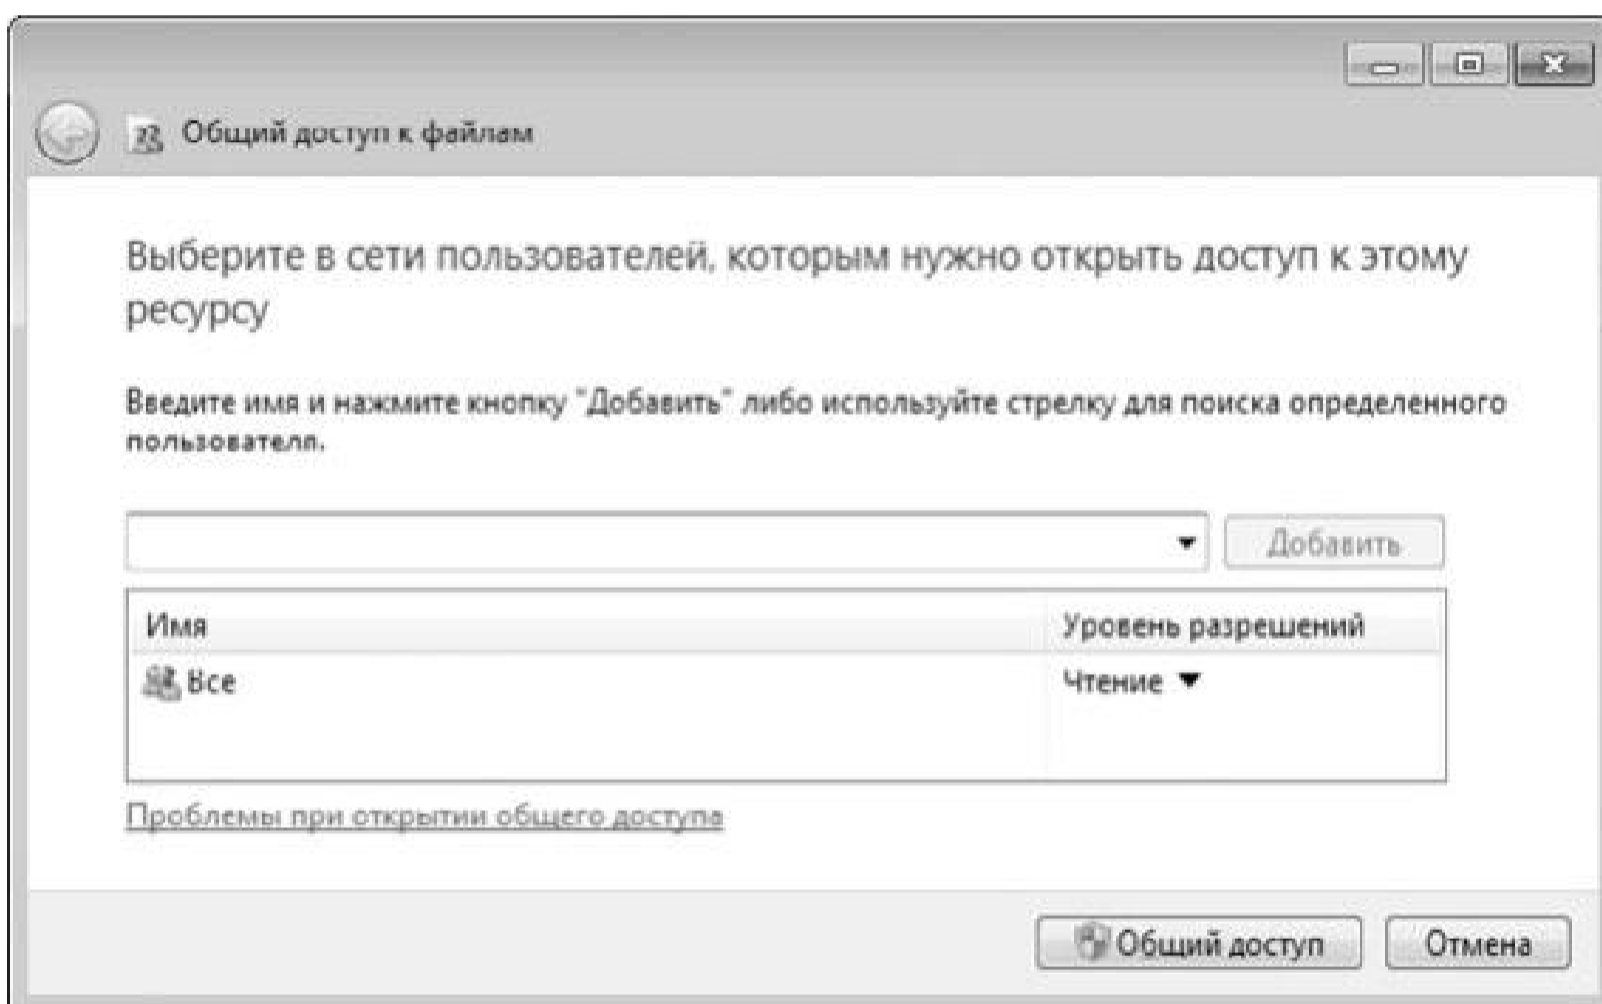 Общий доступ к файлам
Выберите в сети пользователей, которым нужно открыть доступ к этому
ресурсу
Введите имя и нажмите кнопку "Добавить" либо используйте стрелку для поиска определенного
пользователя.
Добавить
Имя Уровень разрешений
Все Чтение
Проблемы при открытии общего доступа
Общий доступ Отмена